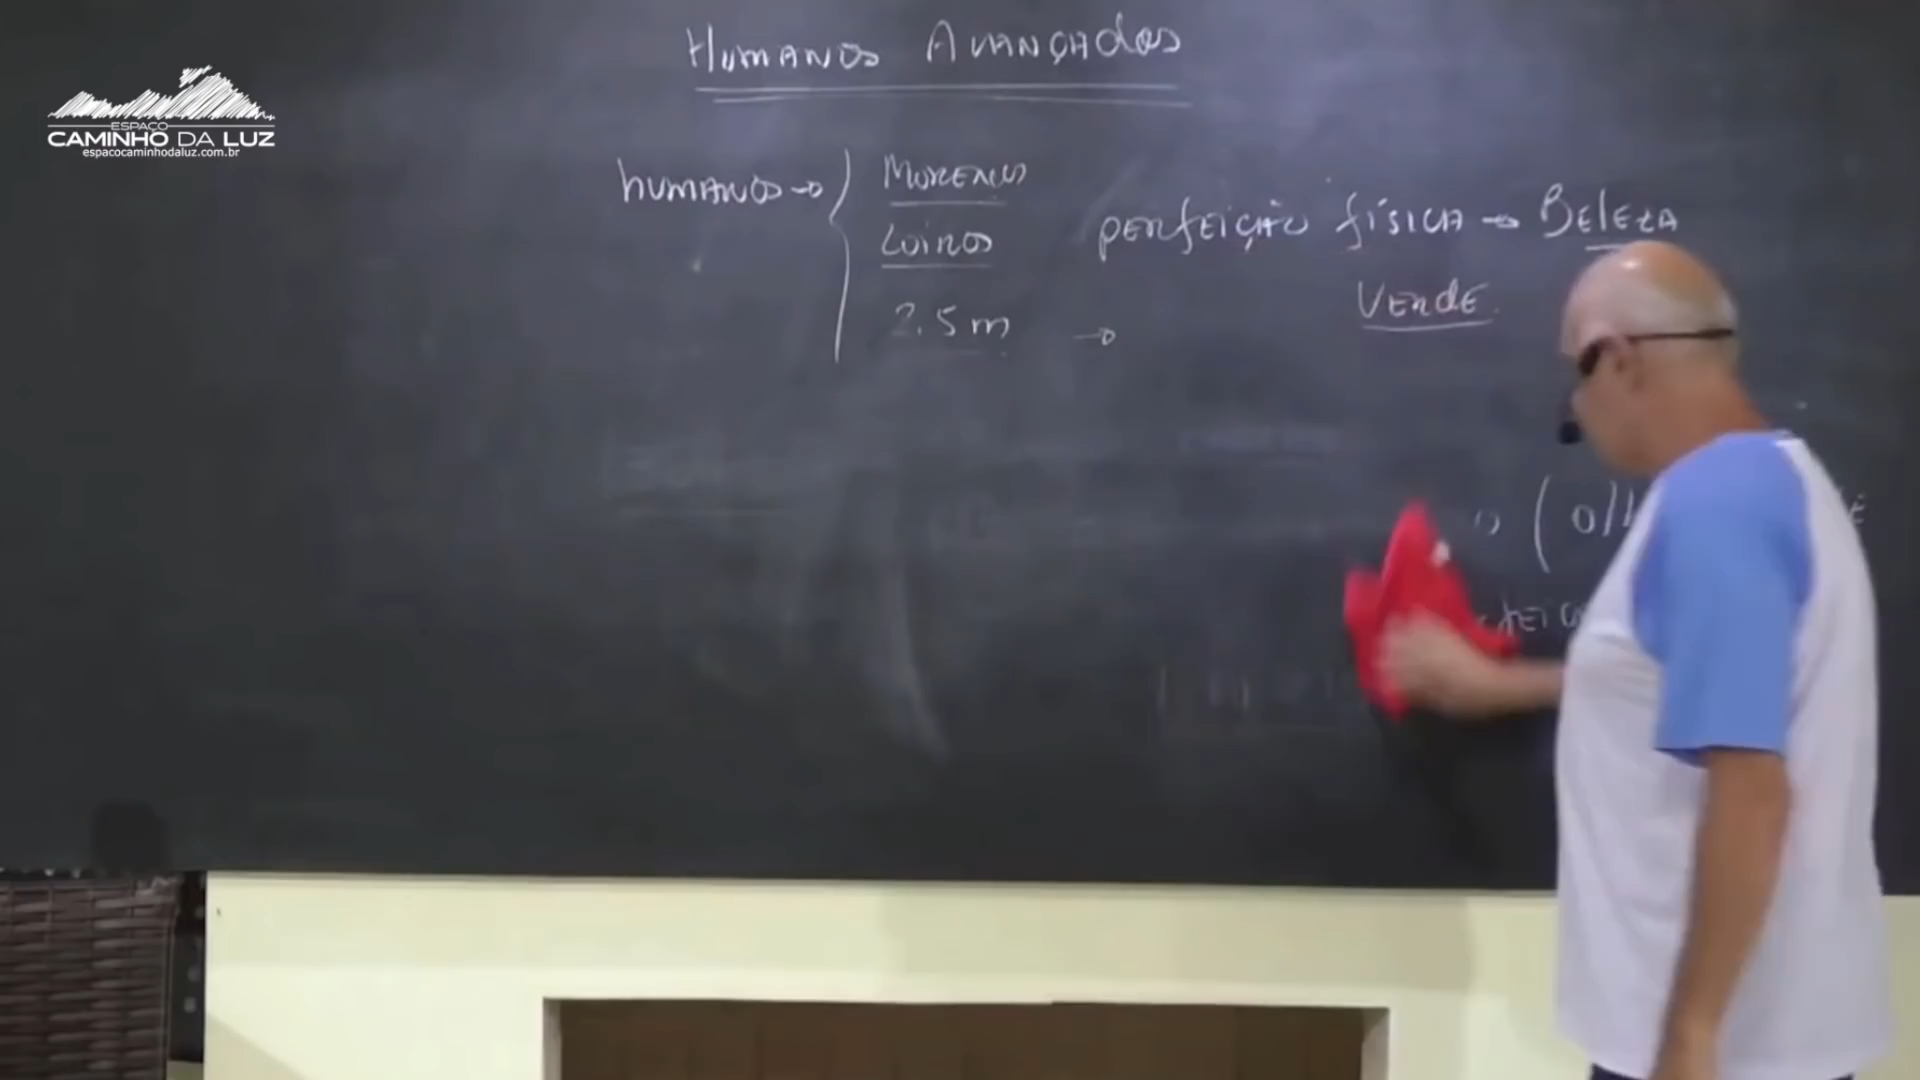 Humanos Avançados
ESPAÇO
CAMINHO DA LUZ
espacocaminhodaluz.com.br
humanos → Morenos
Loiros
2.5 m →
perfeição física → Beleza
Verde.